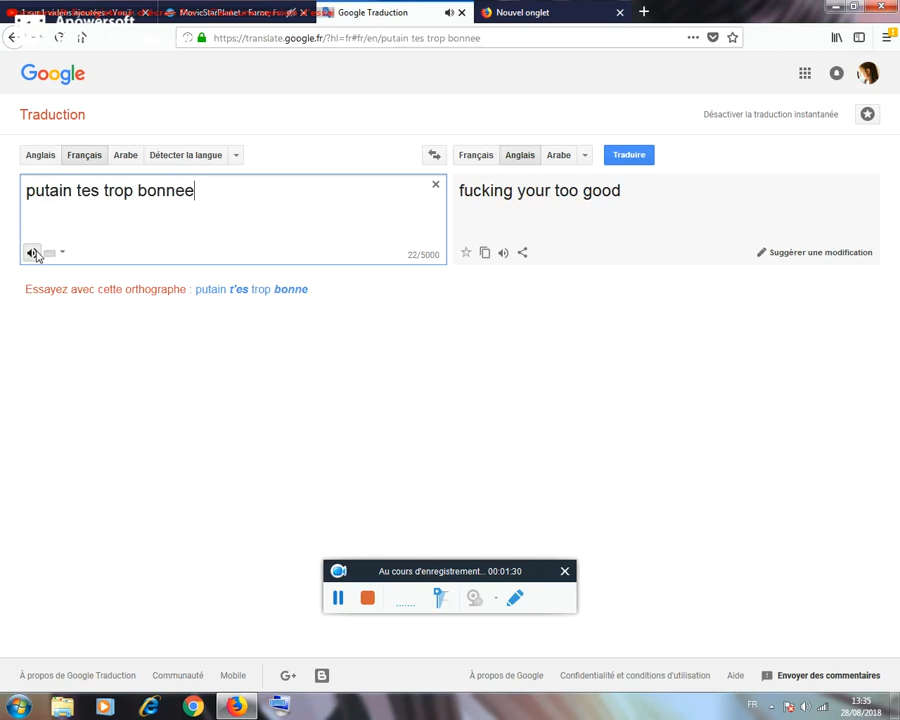 MovieStarPlanet - Fame, F
Google Traduction
Nouvel onglet
Apowersoft
https://translate.google.fr/?hl=fr#fr/en/putain tes trop bonnee
Google
Traduction
Désactiver la traduction instantanée
Anglais Français Arabe Détecter la langue
Français Anglais Arabe Traduire
putain tes trop bonnee
fucking your too good
22/5000
Suggérer une modification
Essayez avec cette orthographe : putain t'es trop bonne
Au cours d'enregistrement... 00:01:30
À propos de Google Traduction Communauté Mobile G+
À propos de Google Confidentialité et conditions d'utilisation Aide Envoyer des commentaires
FR
13:35
28/08/2018